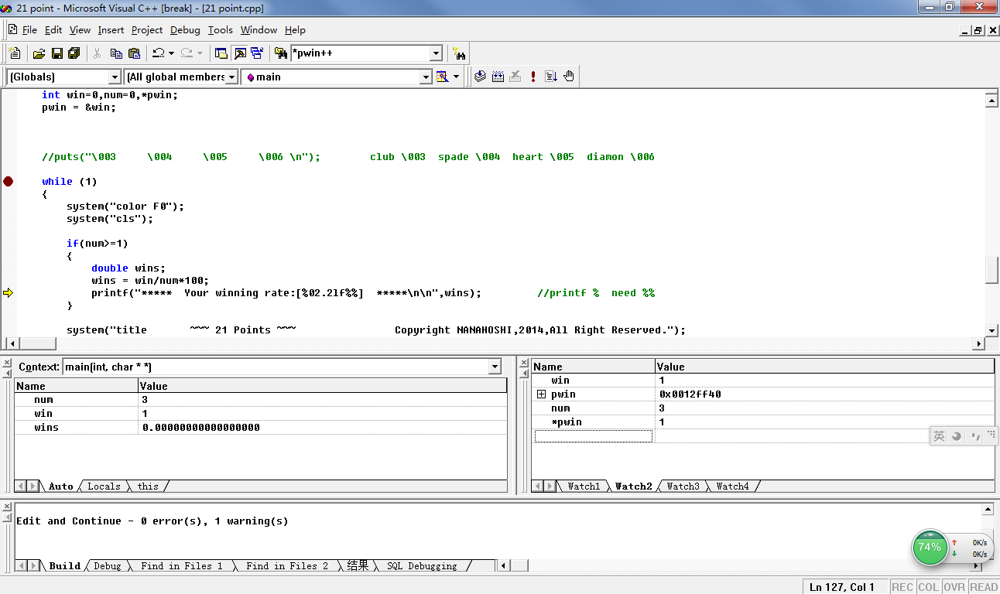 21 point - Microsoft Visual C++ [break] - [21 point.cpp]
File Edit View Insert Project Debug Tools Window Help
*pwin++
(Globals) (All global members main
int win=0,num=0,*pwin;
pwin = &win;
//puts("\003     \004     \005     \006 \n");        club \003  spade \004  heart \005  diamon \006
while (1)
{
system("color F0");
system("cls");
if(num>=1)
{
double wins;
wins = win/num*100;
printf("*****  Your winning rate:[%02.2lf%%]  *****\n\n",wins);         //printf %  need %%
}
system("title       ~~~ 21 Points ~~~                Copyright NANAHOSHI,2014,All Right Reserved.");
Context: main(int, char * *)
Name Value
num 3
win 1
wins 0.00000000000000000
Auto Locals this
Name Value
win 1
pwin 0x0012ff40
num 3
*pwin 1
英
Watch1 Watch2 Watch3 Watch4
Edit and Continue - 0 error(s), 1 warning(s)
74% 0K/s
0K/s
Build Debug Find in Files 1 Find in Files 2 结果 SQL Debugging
Ln 127, Col 1 REC COL OVR READ